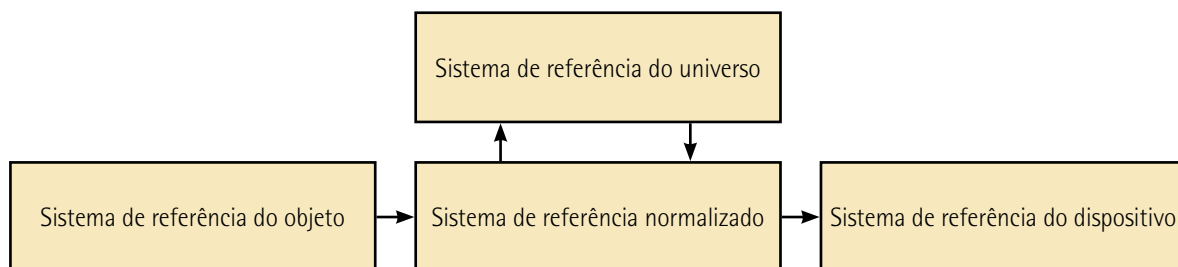 Sistema de referência do universo
Sistema de referência do objeto
Sistema de referência normalizado
Sistema de referência do dispositivo